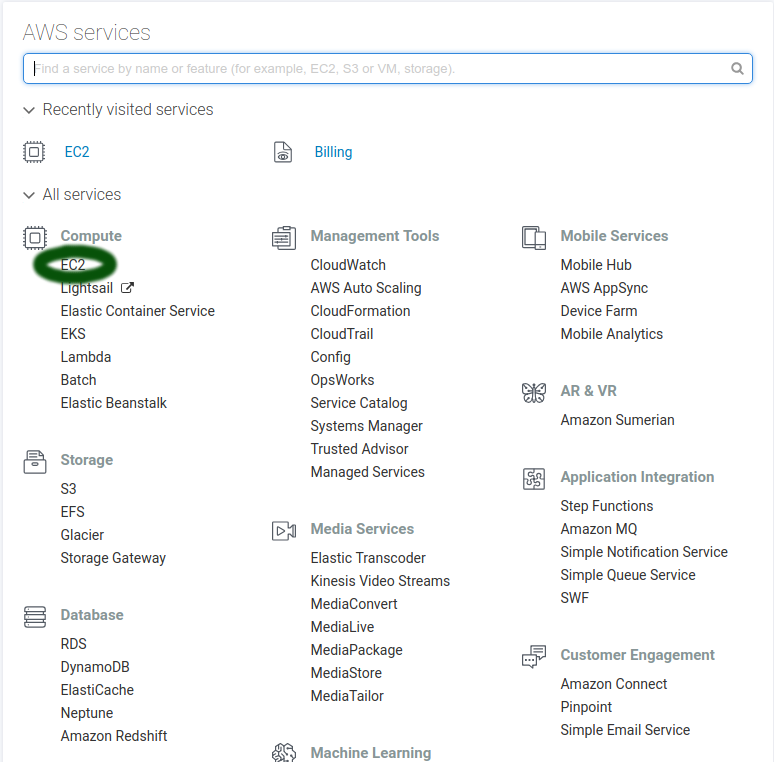 AWS services
Find a service by name or feature (for example, EC2, S3 or VM, storage).
Recently visited services
EC2
Billing
All services
Compute
EC2
Lightsail
Elastic Container Service
EKS
Lambda
Batch
Elastic Beanstalk
Storage
S3
EFS
Glacier
Storage Gateway
Database
RDS
DynamoDB
ElastiCache
Neptune
Amazon Redshift
Management Tools
CloudWatch
AWS Auto Scaling
CloudFormation
CloudTrail
Config
OpsWorks
Service Catalog
Systems Manager
Trusted Advisor
Managed Services
Media Services
Elastic Transcoder
Kinesis Video Streams
MediaConvert
MediaLive
MediaPackage
MediaStore
MediaTailor
Machine Learning
Mobile Services
Mobile Hub
AWS AppSync
Device Farm
Mobile Analytics
AR & VR
Amazon Sumerian
Application Integration
Step Functions
Amazon MQ
Simple Notification Service
Simple Queue Service
SWF
Customer Engagement
Amazon Connect
Pinpoint
Simple Email Service